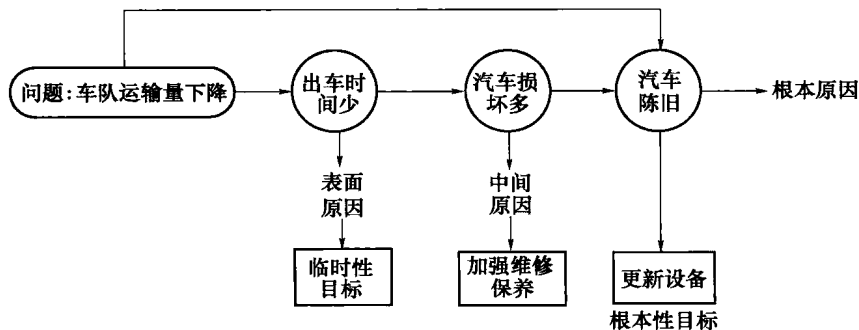 问题:车队运输量下降
出车时
间少
汽车损
坏多
汽车
陈旧
根本原因
表面
原因
中间
原因
临时性
目标
加强维修
保养
更新设备
根本性目标